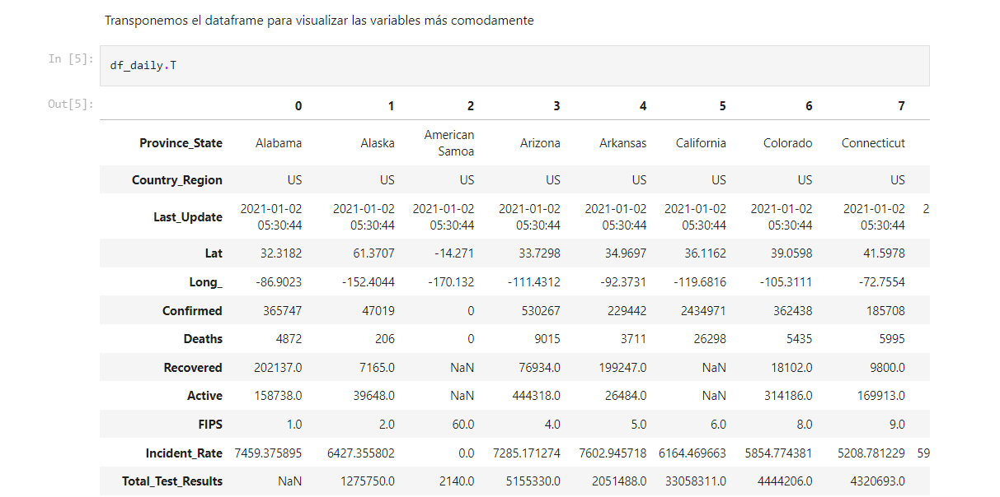 Transponemos el dataframe para visualizar las variables más comodamente
In [5]: df_daily.T
Out[5]:
0 1 2 3 4 5 6 7
Province_State Alabama Alaska American Samoa Arizona Arkansas California Colorado Connecticut
Country_Region US US US US US US US US
Last_Update 2021-01-02 05:30:44 2021-01-02 05:30:44 2021-01-02 05:30:44 2021-01-02 05:30:44 2021-01-02 05:30:44 2021-01-02 05:30:44 2021-01-02 05:30:44 2021-01-02 05:30:44 2
Lat 32.3182 61.3707 -14.271 33.7298 34.9697 36.1162 39.0598 41.5978
Long_ -86.9023 -152.4044 -170.132 -111.4312 -92.3731 -119.6816 -105.3111 -72.7554
Confirmed 365747 47019 0 530267 229442 2434971 362438 185708
Deaths 4872 206 0 9015 3711 26298 5435 5995
Recovered 202137.0 7165.0 NaN 76934.0 199247.0 NaN 18102.0 9800.0
Active 158738.0 39648.0 NaN 444318.0 26484.0 NaN 314186.0 169913.0
FIPS 1.0 2.0 60.0 4.0 5.0 6.0 8.0 9.0
Incident_Rate 7459.375895 6427.355802 0.0 7285.171274 7602.945718 6164.469663 5854.774381 5208.781229 59
Total_Test_Results NaN 1275750.0 2140.0 5155330.0 2051488.0 33058311.0 4444206.0 4320693.0